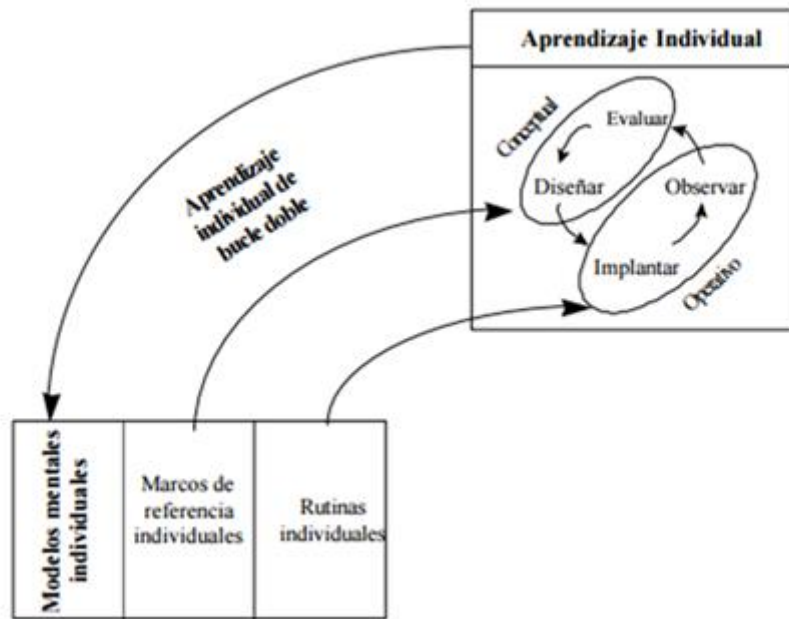 Aprendizaje Individual
Conceptual
Evaluar
Diseñar
Observar
Implantar
Operativo
Aprendizaje
individual de
bucle doble
Modelos mentales
individuales
Marcos de
referencia
individuales
Rutinas
individuales